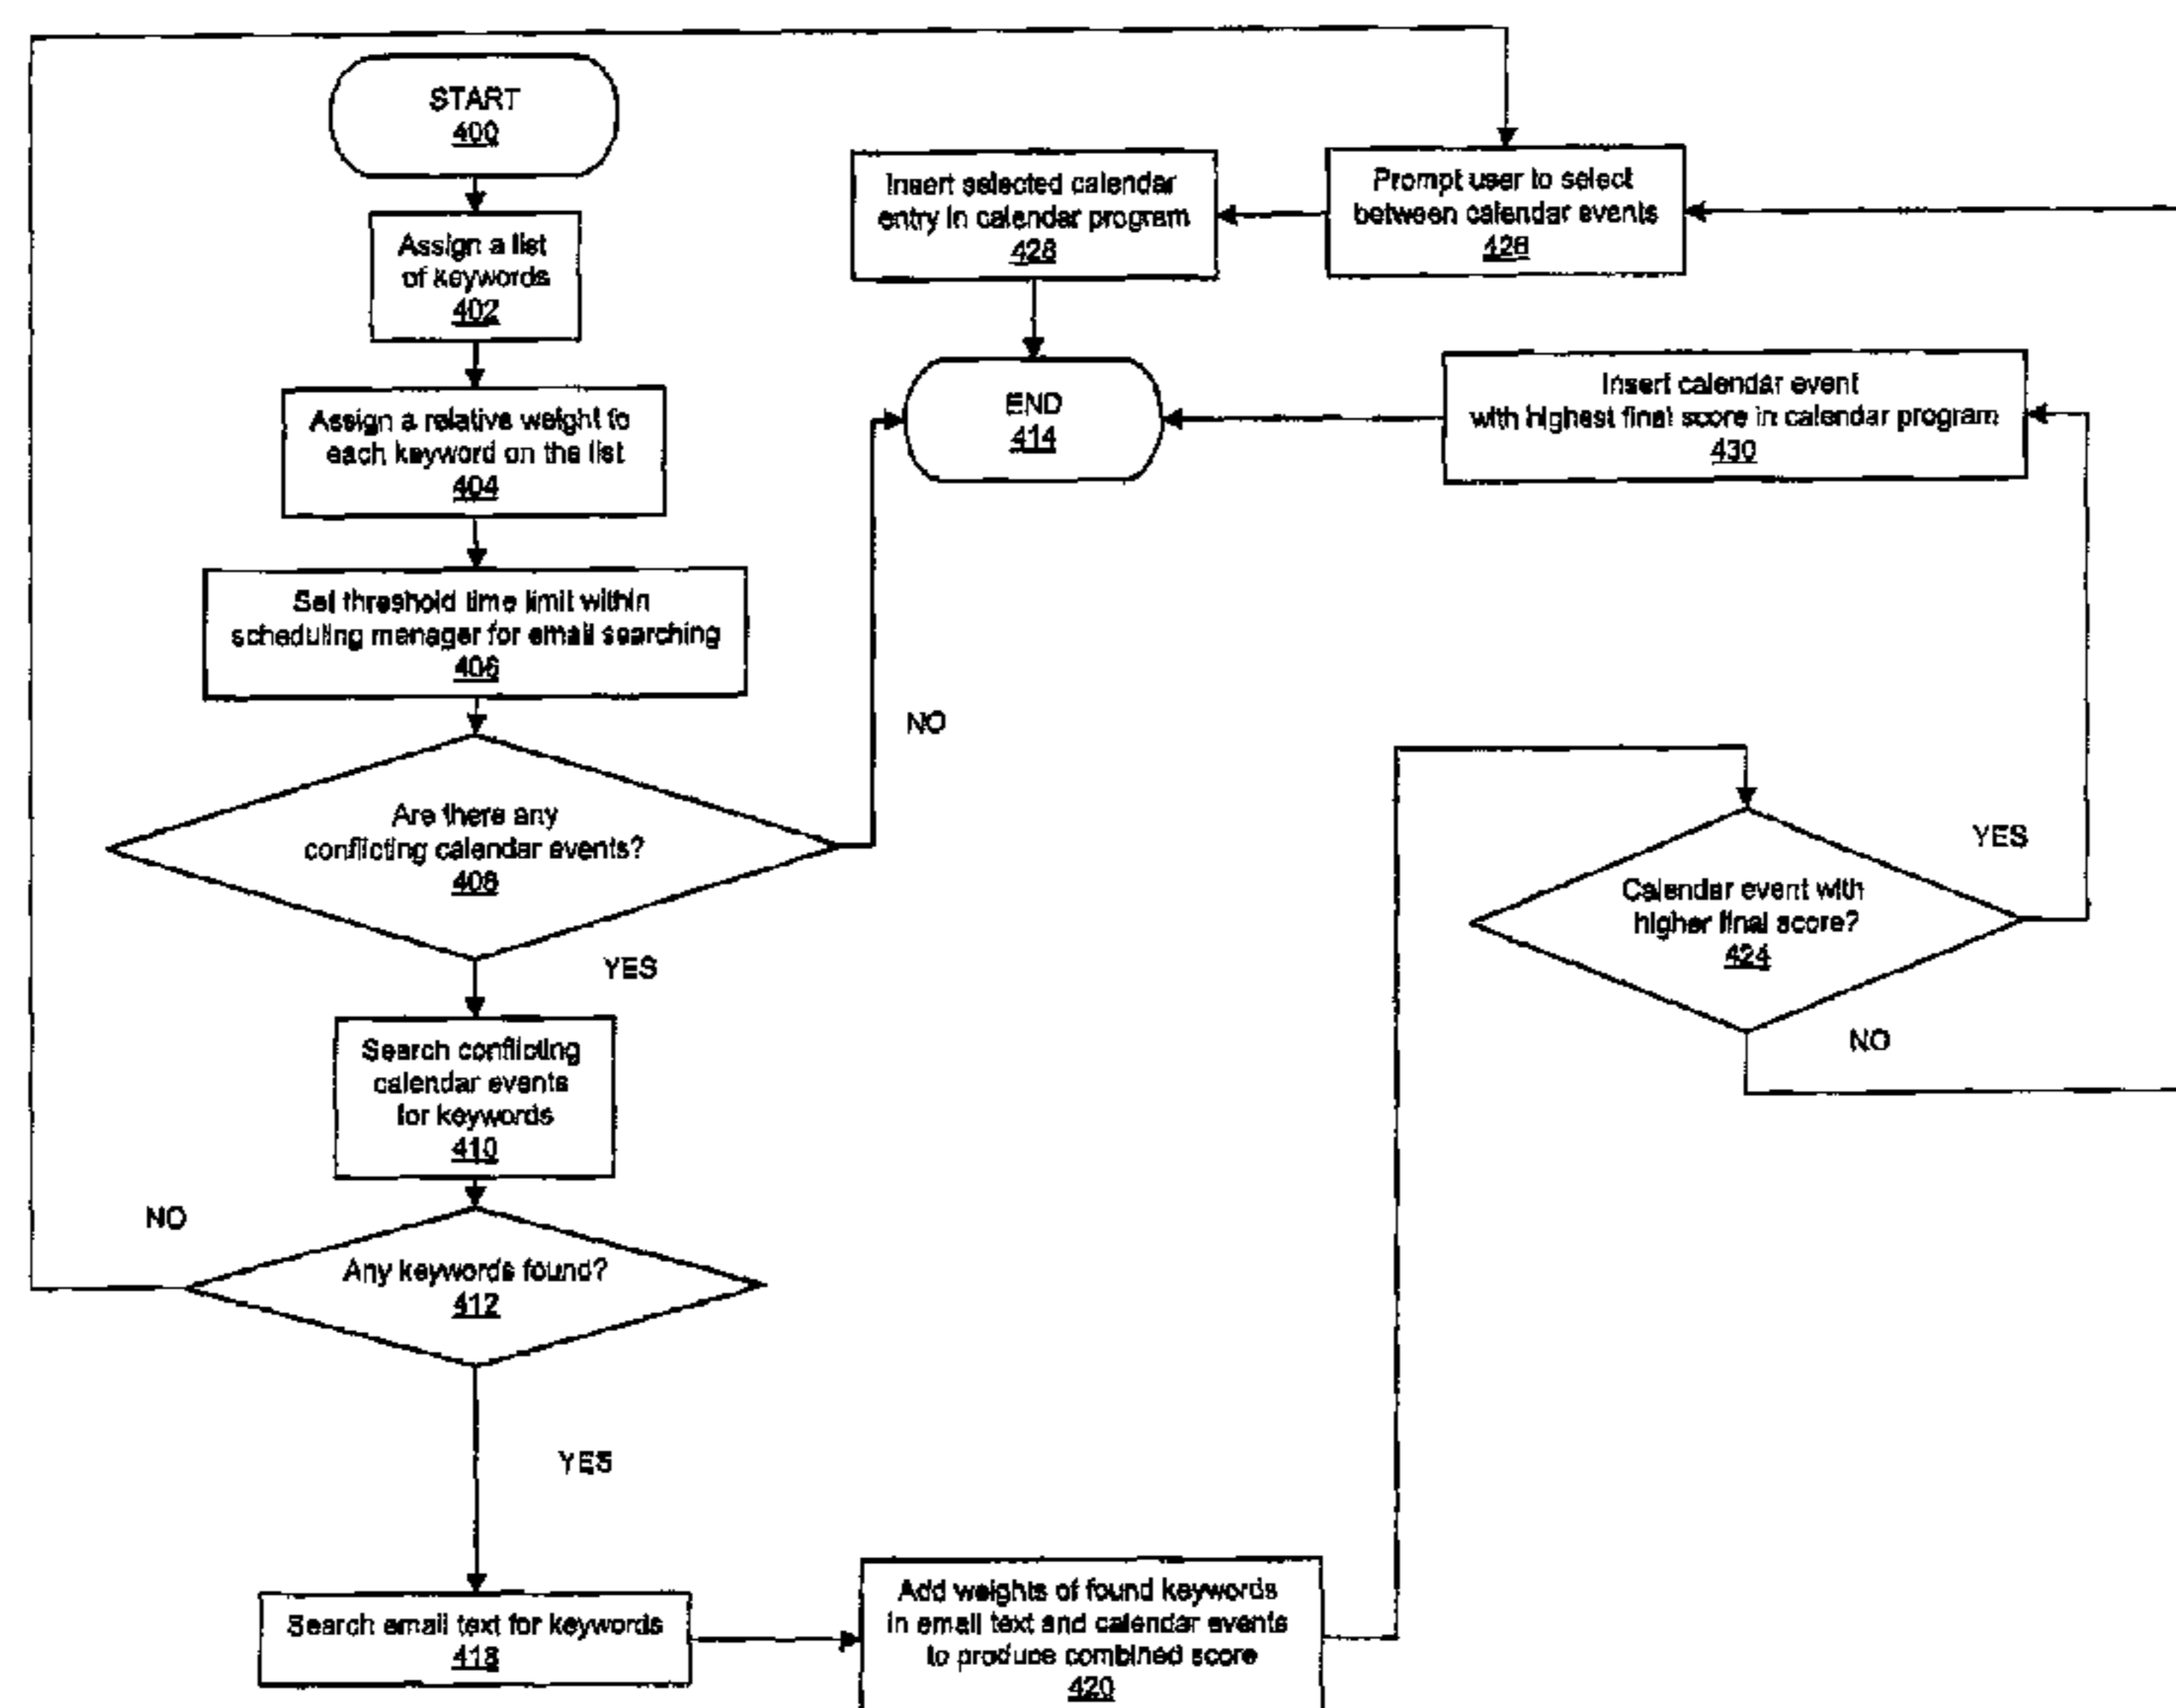 START
400
Assign a list
of keywords
402
Assign a relative weight to
each keyword on the list
404
Set threshold time limit within
scheduling manager for email searching
406
Are there any
conflicting calendar events?
408
NO
YES
Search conflicting
calendar events
for keywords
410
NO
Any keywords found?
412
YES
Search email text for keywords
418
Add weights of found keywords
in email text and calendar events
to produce combined score
420
Calendar event with
higher final score?
424
YES
NO
Prompt user to select
between calendar events
426
Insert selected calendar
entry in calendar program
428
Insert calendar event
with highest final score in calendar program
430
END
414